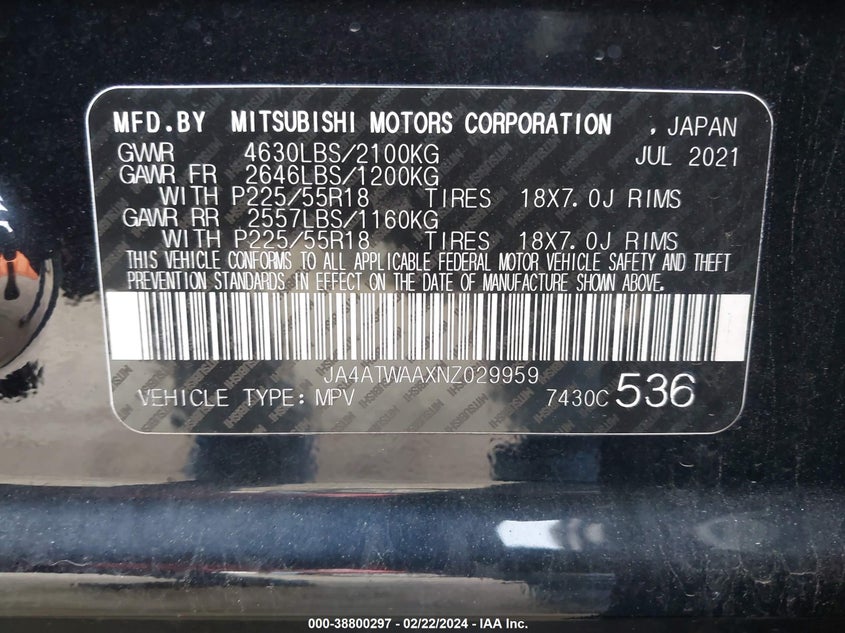 MFD.BY MITSUBISHI MOTORS CORPORATION , JAPAN
GWWR 4630LBS/2100KG JUL 2021
GAWR FR 2646LBS/1200KG
WITH P225/55R18 TIRES 18X7.0J RIMS
GAWR RR 2557LBS/1160KG
WITH P225/55R18 TIRES 18X7.0J RIMS
THIS VEHICLE CONFORMS TO ALL APPLICABLE FEDERAL MOTOR VEHICLE SAFETY AND THEFT
PREVENTION STANDARDS IN EFFECT ON THE DATE OF MANUFACTURE SHOWN ABOVE.
JA4ATWAAXNZ029959
VEHICLE TYPE: MPV 7430C 536
000-38800297 - 02/22/2024 - IAA Inc.